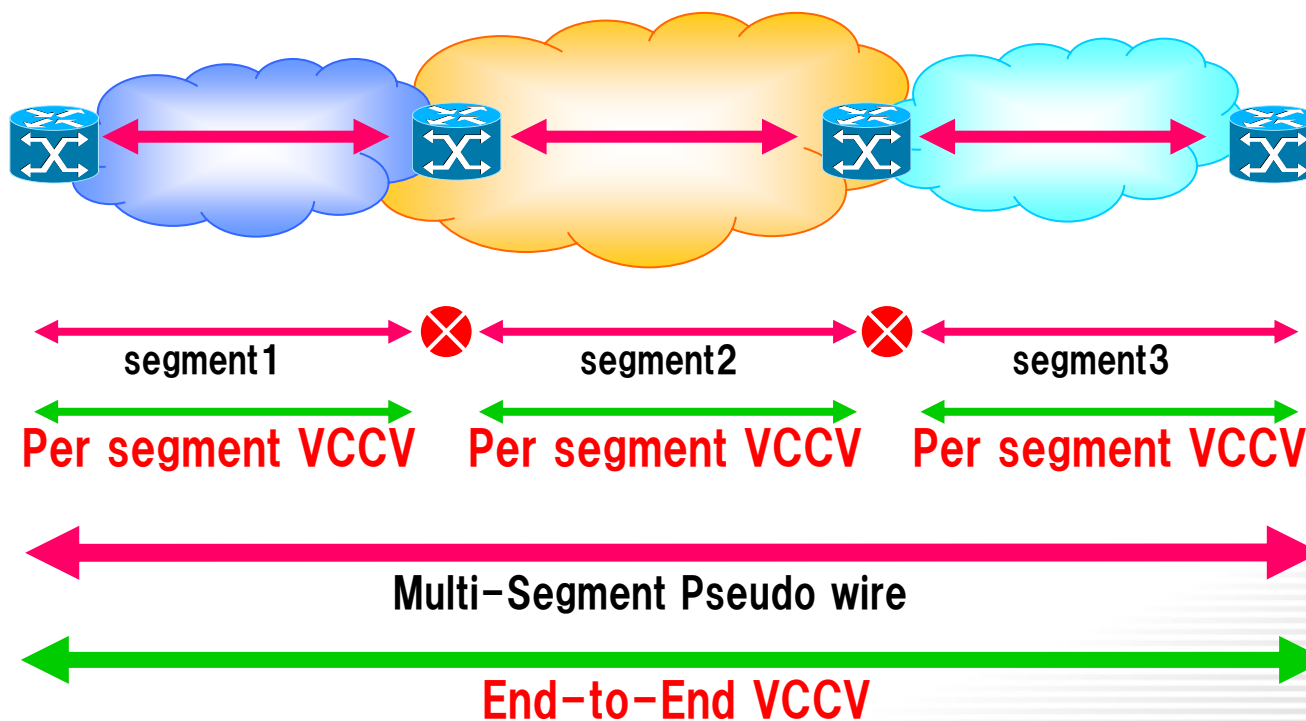 segment1 segment2 segment3
Per segment VCCV Per segment VCCV Per segment VCCV
Multi-Segment Pseudo wire
End-to-End VCCV